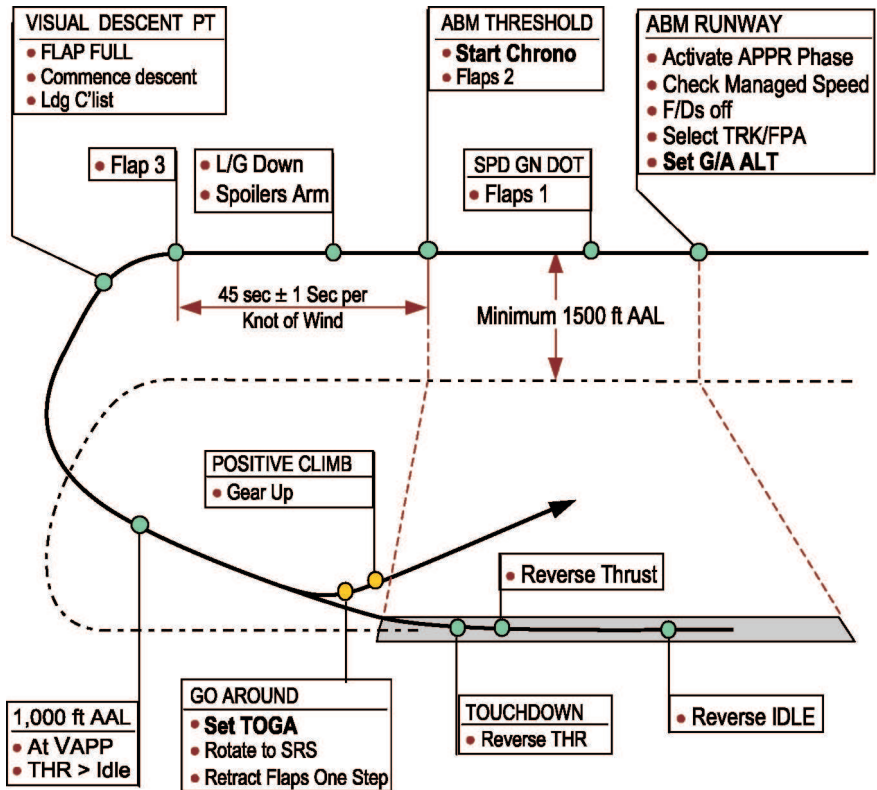 VISUAL DESCENT PT
• FLAP FULL
• Commence descent
• Ldg C'list
ABM THRESHOLD
• Start Chrono
• Flaps 2
ABM RUNWAY
• Activate APPR Phase
• Check Managed Speed
• F/Ds off
• Select TRK/FPA
• Set G/A ALT
• Flap 3
• L/G Down
• Spoilers Arm
SPD GN DOT
• Flaps 1
45 sec ± 1 Sec per
Knot of Wind
Minimum 1500 ft AAL
POSITIVE CLIMB
• Gear Up
• Reverse Thrust
1,000 ft AAL
• At VAPP
• THR > Idle
GO AROUND
• Set TOGA
• Rotate to SRS
• Retract Flaps One Step
TOUCHDOWN
• Reverse THR
• Reverse IDLE